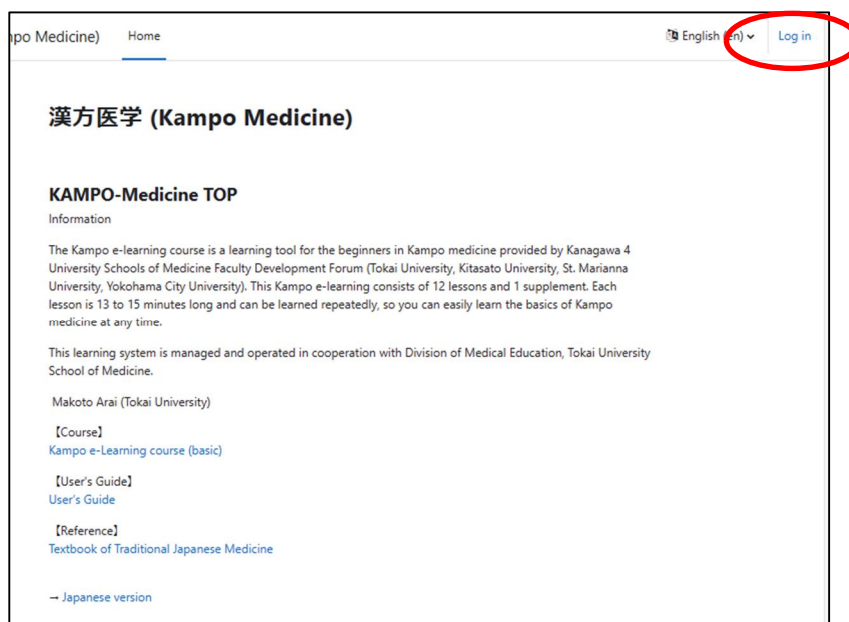 Medicine) Home English (en) Log in
漢方医学 (Kampo Medicine)
KAMPO-Medicine TOP
Information
The Kampo e-learning course is a learning tool for the beginners in Kampo medicine provided by Kanagawa 4
University Schools of Medicine Faculty Development Forum (Tokai University, Kitasato University, St. Marianna
University, Yokohama City University). This Kampo e-learning consists of 12 lessons and 1 supplement. Each
lesson is 13 to 15 minutes long and can be learned repeatedly, so you can easily learn the basics of Kampo
medicine at any time.
This learning system is managed and operated in cooperation with Division of Medical Education, Tokai University
School of Medicine.
Makoto Arai (Tokai University)
【Course】
Kampo e-Learning course (basic)
【User's Guide】
User's Guide
【Reference】
Textbook of Traditional Japanese Medicine
→ Japanese version